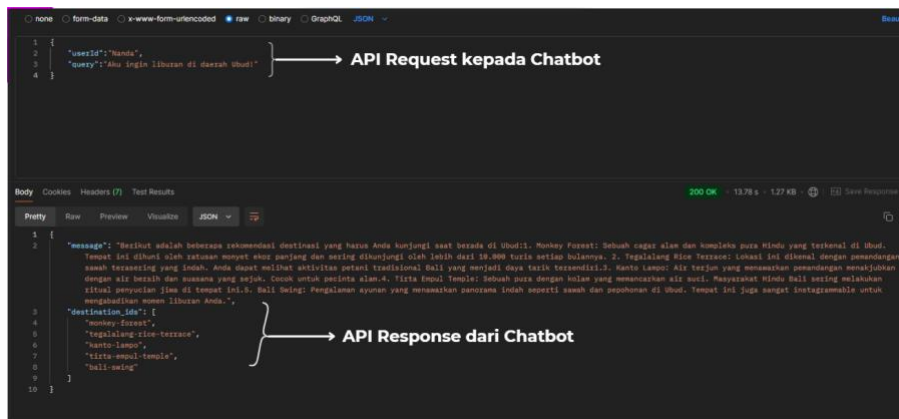 none form-data x-www-form-urlencoded raw binary GraphQL JSON Beau
1 {
2 "userId":"Nanda",
3 "query":"Aku ingin liburan di daerah Ubud!"
4 }
API Request kepada Chatbot
Body Cookies Headers (7) Test Results 200 OK 13.78 s 1.27 KB Save Response
Pretty Raw Preview Visualize JSON
1 {
2 "message": "Berikut adalah beberapa rekomendasi destinasi yang harus Anda kunjungi saat berada di Ubud:1. Monkey Forest: Sebuah cagar alam dan kompleks pura Hindu yang terkenal di Ubud.
Tempat ini dihuni oleh ratusan monyet ekor panjang dan sering dikunjungi oleh lebih dari 10.000 turis setiap bulannya. 2. Tegalalang Rice Terrace: Lokasi ini dikenal dengan pemandangan
sawah terasering yang indah. Anda dapat melihat aktivitas petani tradisional Bali yang menjadi daya tarik tersendiri.3. Kanto Lampo: Air terjun yang menawarkan pemandangan menakjubkan
dengan air bersih dan suasana yang sejuk. Cocok untuk pecinta alam.4. Tirta Empul Temple: Sebuah pura dengan kolam yang memancarkan air suci. Masyarakat Hindu Bali sering melakukan
ritual penyucian jiwa di tempat ini.5. Bali Swing: Pengalaman ayunan yang menawarkan panorama indah seperti sawah dan pepohonan di Ubud. Tempat ini juga sangat instagrammable untuk
mengabadikan momen liburan Anda.",
3 "destination_ids": [
4 "monkey-forest",
5 "tegalalang-rice-terrace",
6 "kanto-lampo",
7 "tirta-empul-temple",
8 "bali-swing"
9 ]
10 }
API Response dari Chatbot